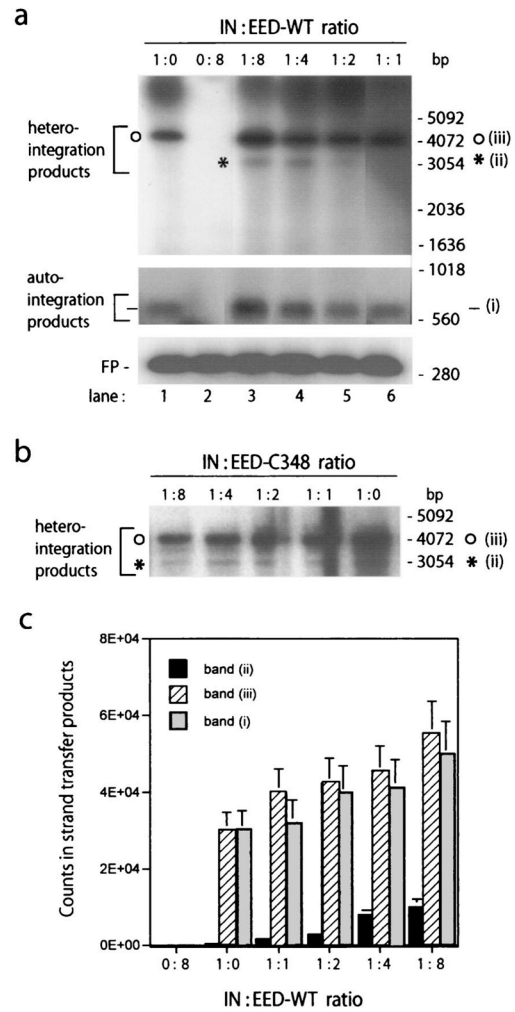 a
IN : EED-WT ratio
1:0 0:8 1:8 1:4 1:2 1:1 bp
- 5092
hetero-
integration
products
- 4072 (iii)
* - 3054 * (ii)
- 2036
- 1636
- 1018
auto-
integration
products
- (i)
- 560
FP -
- 280
lane : 1 2 3 4 5 6
b
IN : EED-C348 ratio
1:8 1:4 1:2 1:1 1:0 bp
- 5092
hetero-
integration
products
- 4072 (iii)
* - 3054 * (ii)
c
Counts in strand transfer products
8E+04
6E+04
4E+04
2E+04
0E+00
band (ii)
band (iii)
band (i)
0:8 1:0 1:1 1:2 1:4 1:8
IN : EED-WT ratio